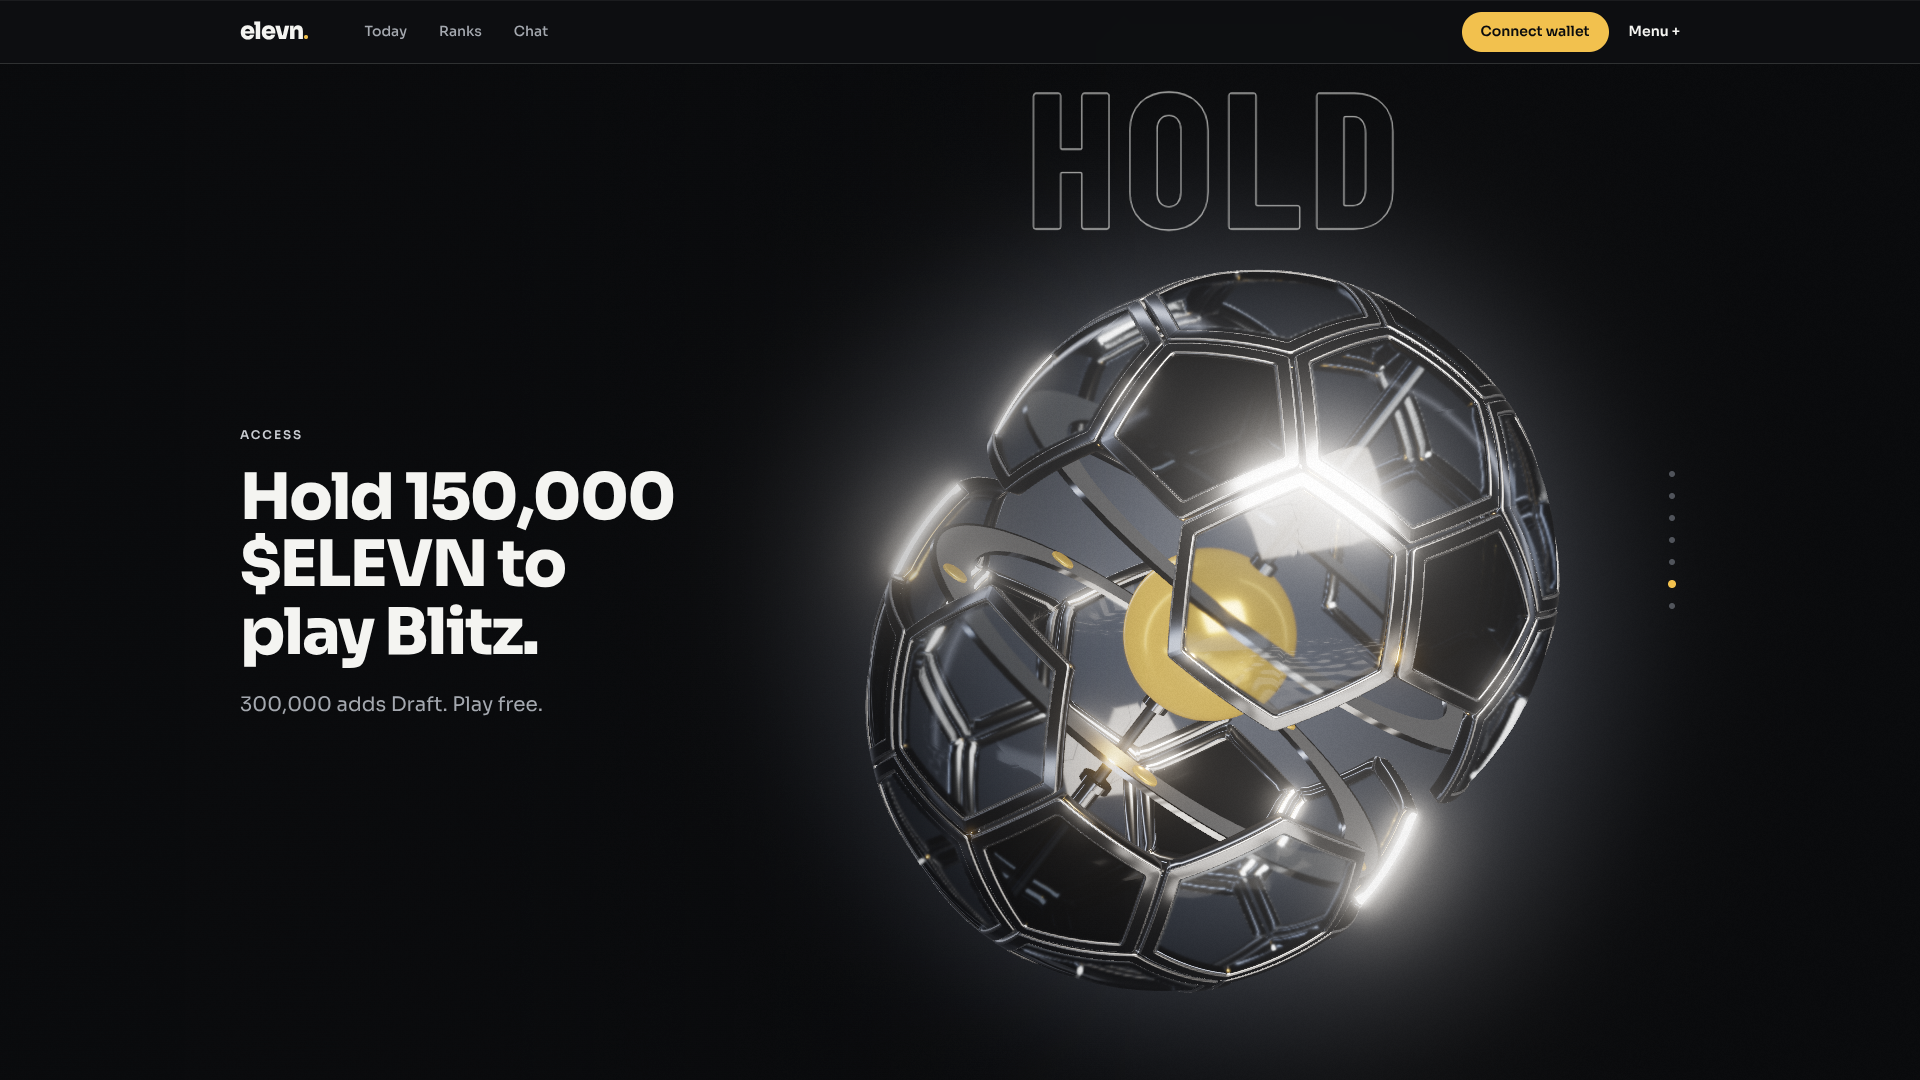 elevn.
Today
Ranks
Chat
Connect wallet
Menu +
HOLD
ACCESS
Hold 150,000
$ELEVN to
play Blitz.
300,000 adds Draft. Play free.